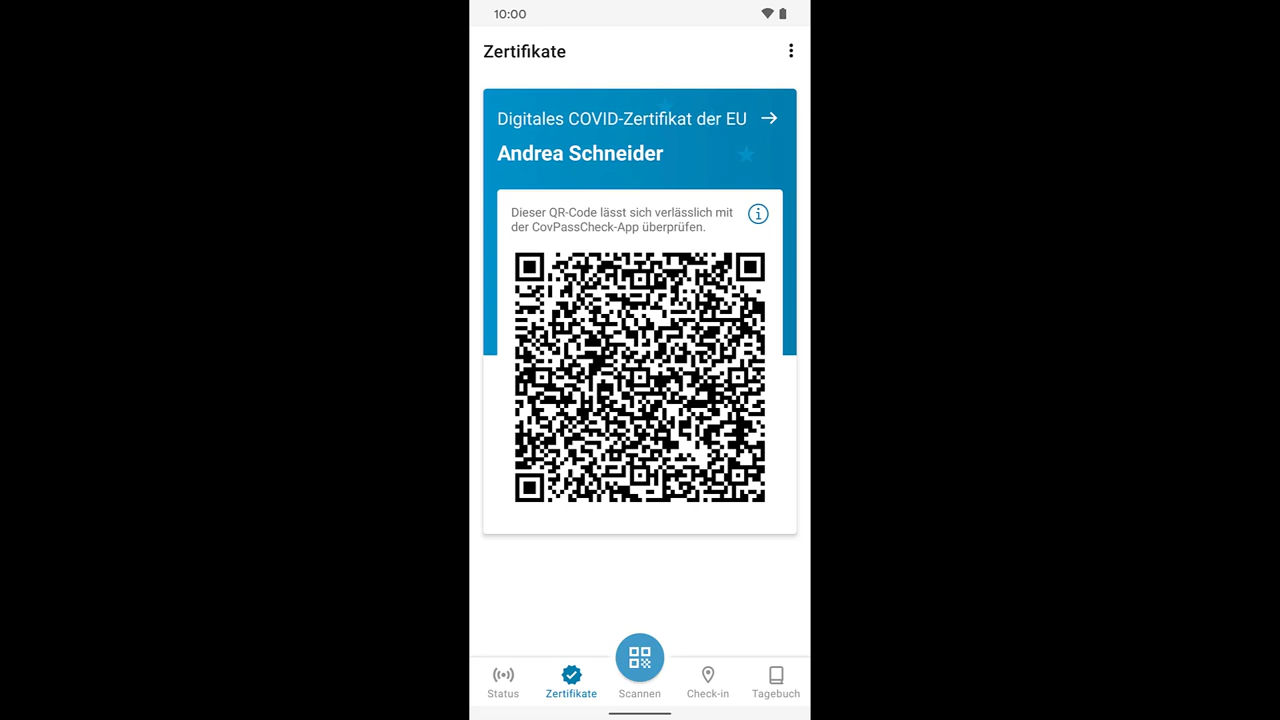 10:00
Zertifikate
Digitales COVID-Zertifikat der EU
Andrea Schneider
Dieser QR-Code lässt sich verlässlich mit
der CovPassCheck-App überprüfen.
Status
Zertifikate
Scannen
Check-in
Tagebuch